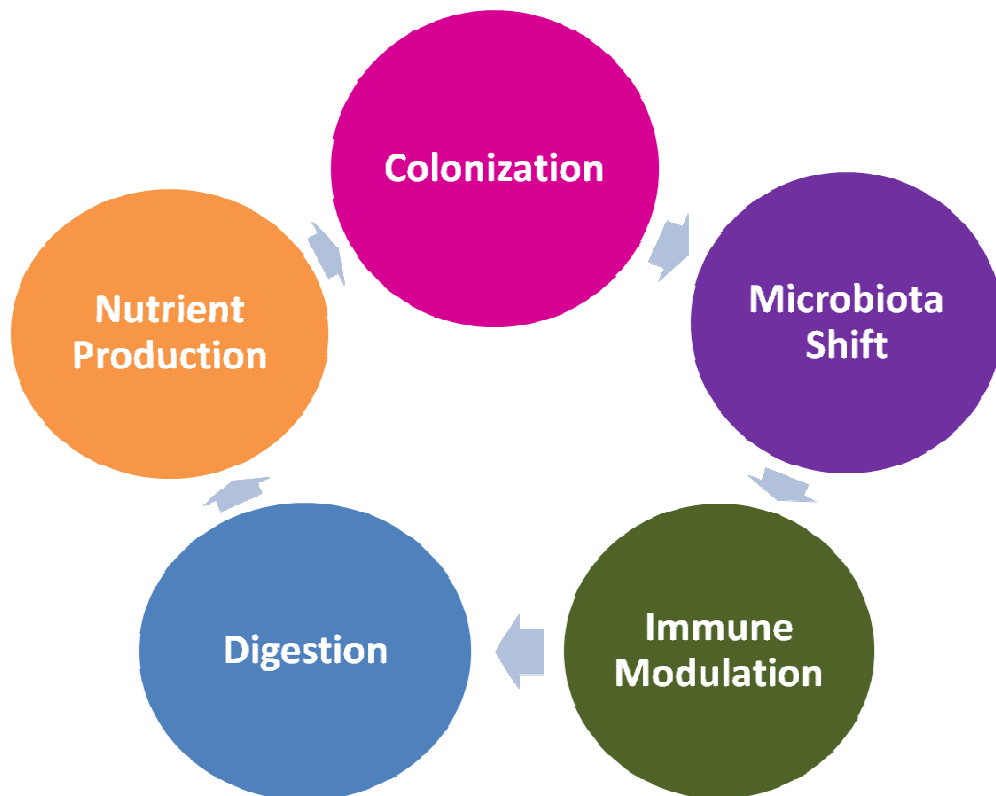 Colonization
Microbiota
Shift
Immune
Modulation
Digestion
Nutrient
Production